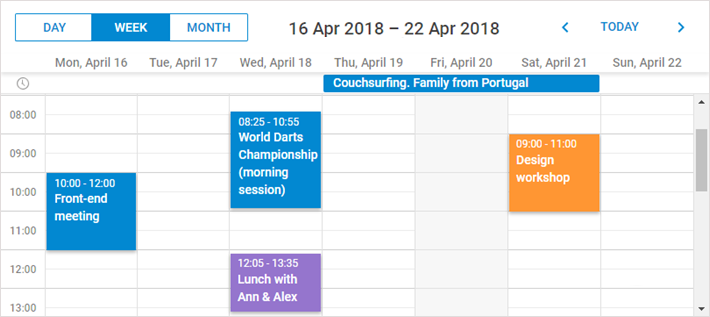 DAY WEEK MONTH 16 Apr 2018 – 22 Apr 2018 TODAY
Mon, April 16 Tue, April 17 Wed, April 18 Thu, April 19 Fri, April 20 Sat, April 21 Sun, April 22
Couchsurfing. Family from Portugal
08:00
09:00
10:00
11:00
12:00
13:00
10:00 - 12:00
Front-end
meeting
08:25 - 10:55
World Darts
Championship
(morning
session)
12:05 - 13:35
Lunch with
Ann & Alex
09:00 - 11:00
Design
workshop